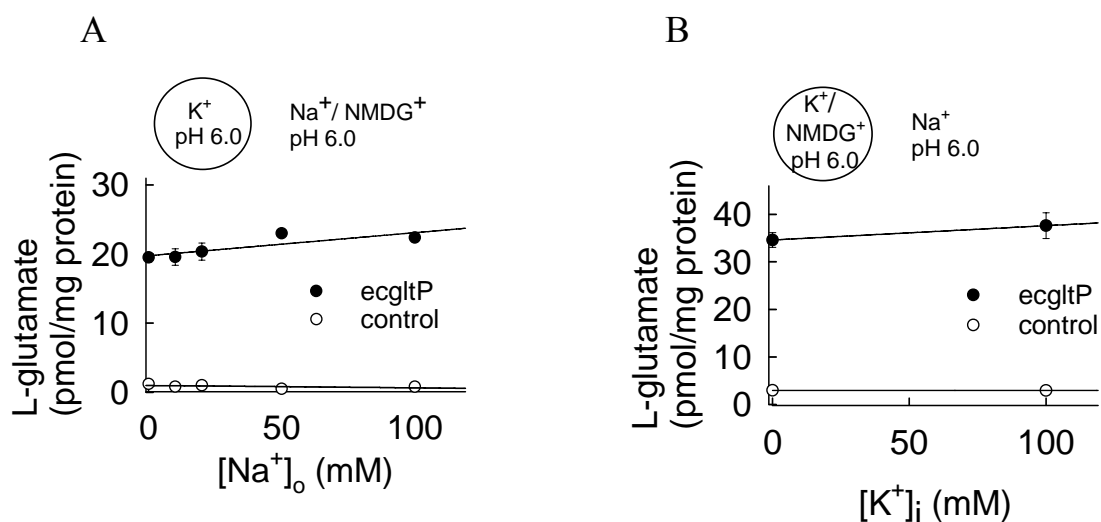 A
K⁺
pH 6.0
Na⁺/ NMDG⁺
pH 6.0
L-glutamate
(pmol/mg protein)
30
20
10
0
ecgltP
control
0
50
100
[Na⁺]ₒ (mM)
B
K⁺/
NMDG⁺
pH 6.0
Na⁺
pH 6.0
L-glutamate
(pmol/mg protein)
40
30
20
10
0
ecgltP
control
0
50
100
[K⁺]ᵢ (mM)